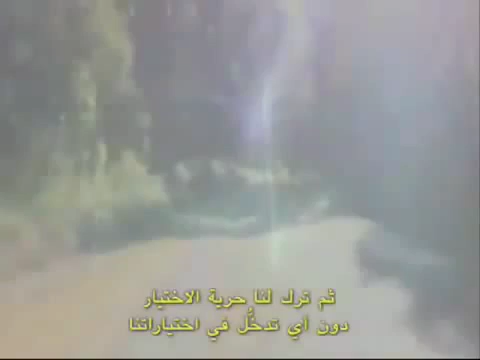 ثم ترك لنا حرية الاختيار
دون أي تدخُّل في اختياراتنا